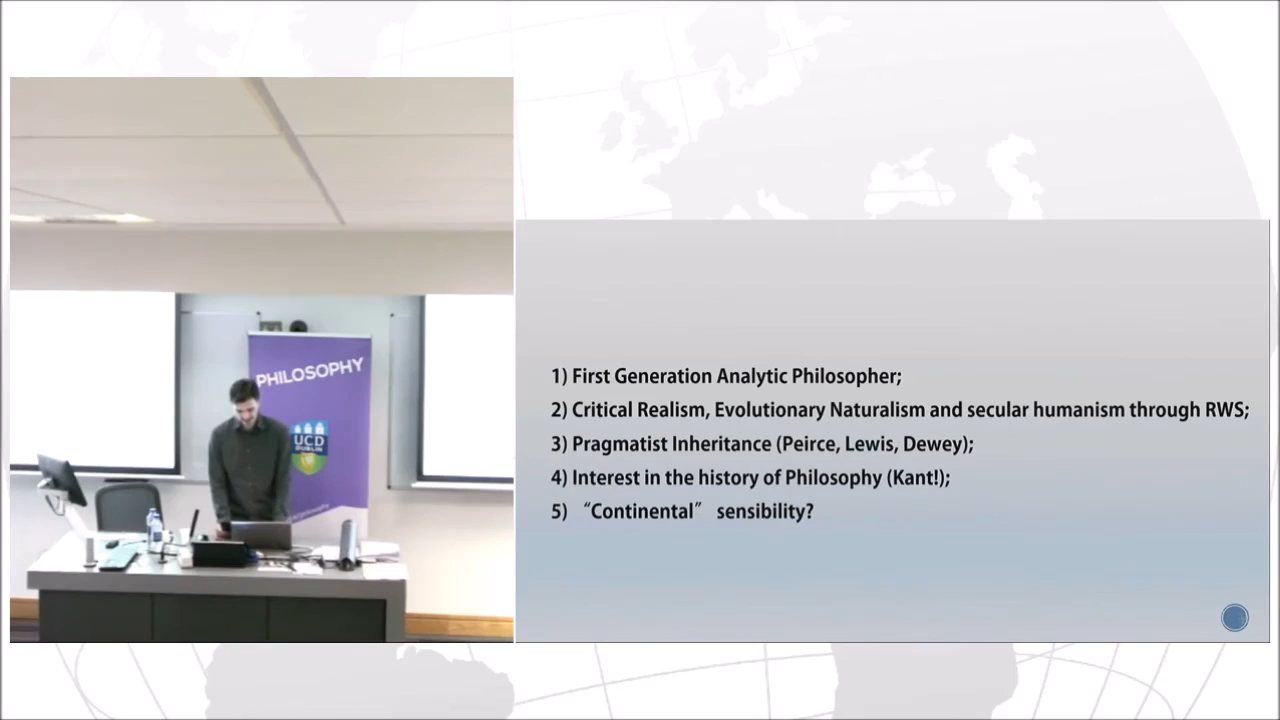 PHILOSOPHY
UCD
DUBLIN
1) First Generation Analytic Philosopher;
2) Critical Realism, Evolutionary Naturalism and secular humanism through RWS;
3) Pragmatist Inheritance (Peirce, Lewis, Dewey);
4) Interest in the history of Philosophy (Kant!);
5) “Continental” sensibility?